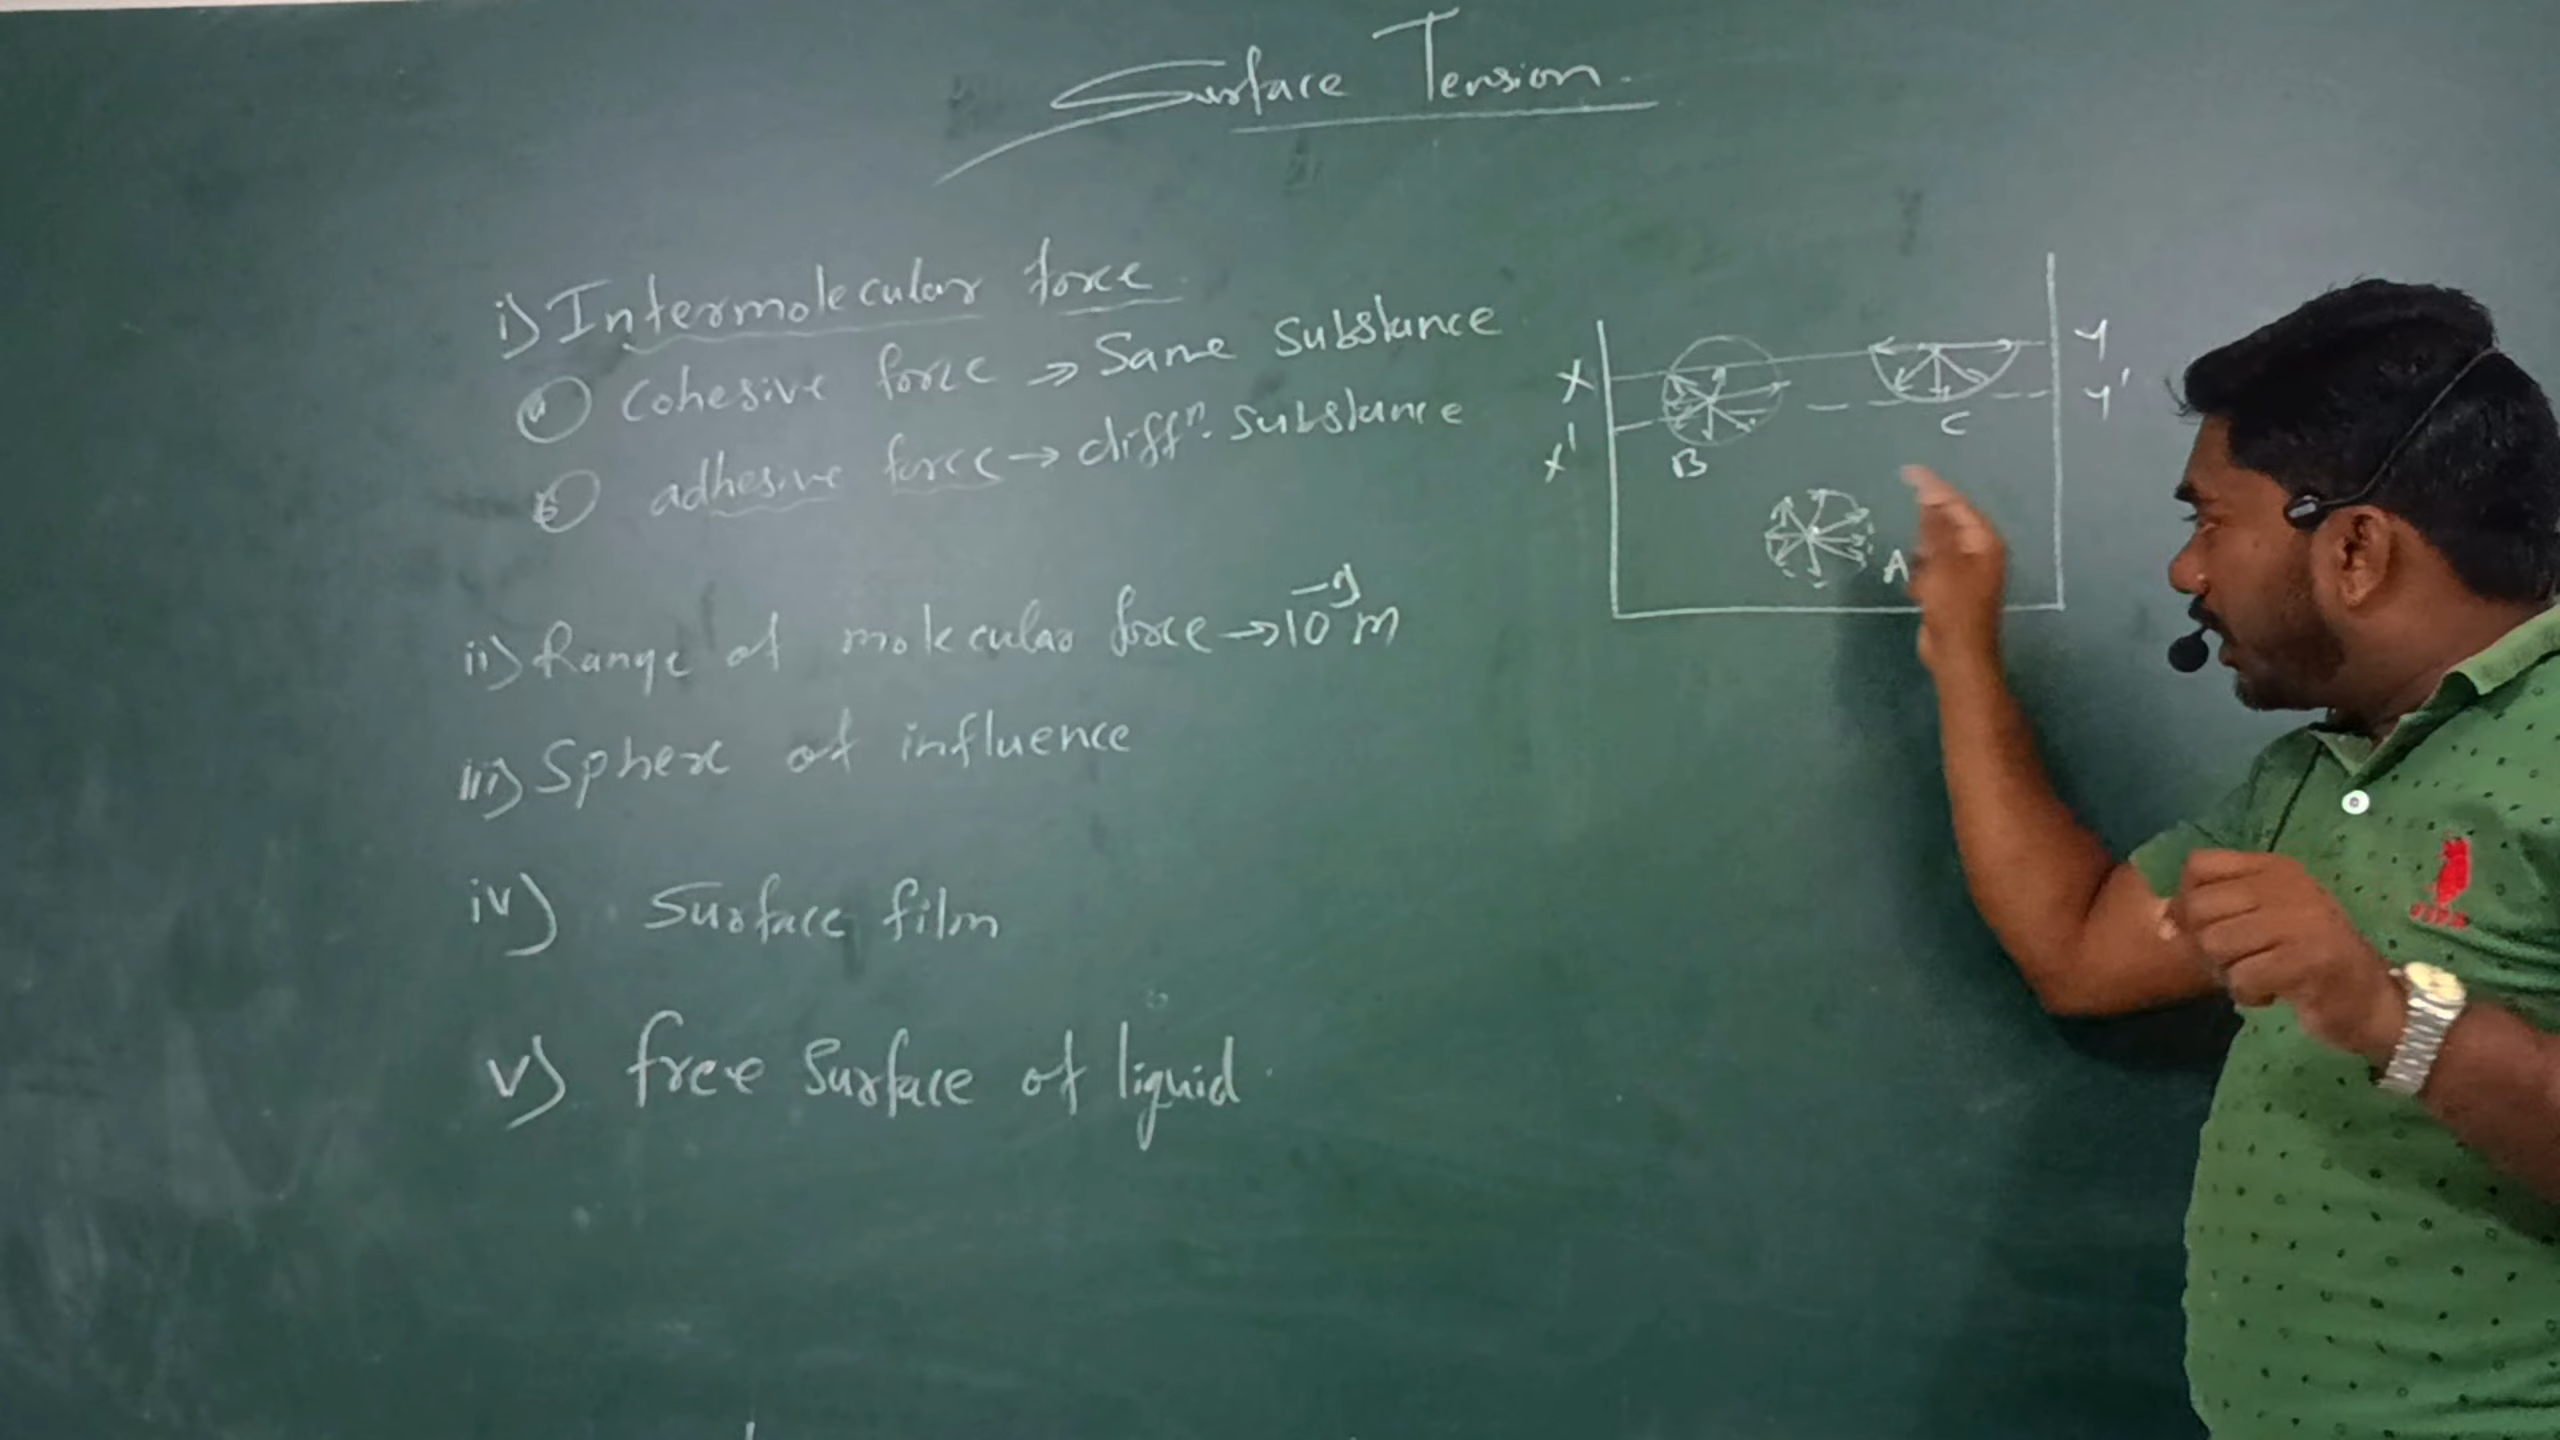 Surface Tension.
i) Intermolecular force
a) Cohesive force → Same Substance
b) adhesive force → diffⁿ. Substance
ii) Range of molecular force → 10⁻⁹ m
iii) Sphere of influence
iv) Surface film
v) free Surface of liquid.
X Y
X' Y'
B C
A